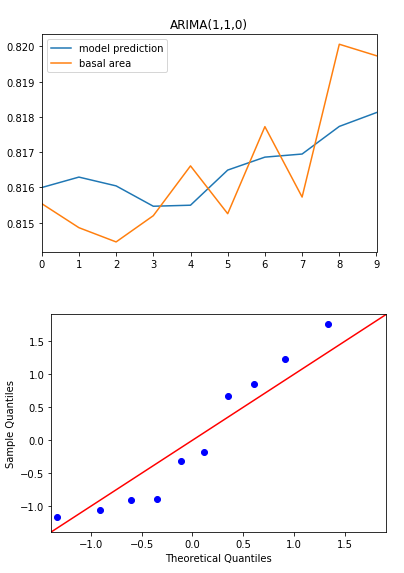 ARIMA(1,1,0)
model prediction
basal area
0.820
0.819
0.818
0.817
0.816
0.815
0 1 2 3 4 5 6 7 8 9
1.5
1.0
0.5
0.0
−0.5
−1.0
Sample Quantiles
−1.0 −0.5 0.0 0.5 1.0 1.5
Theoretical Quantiles